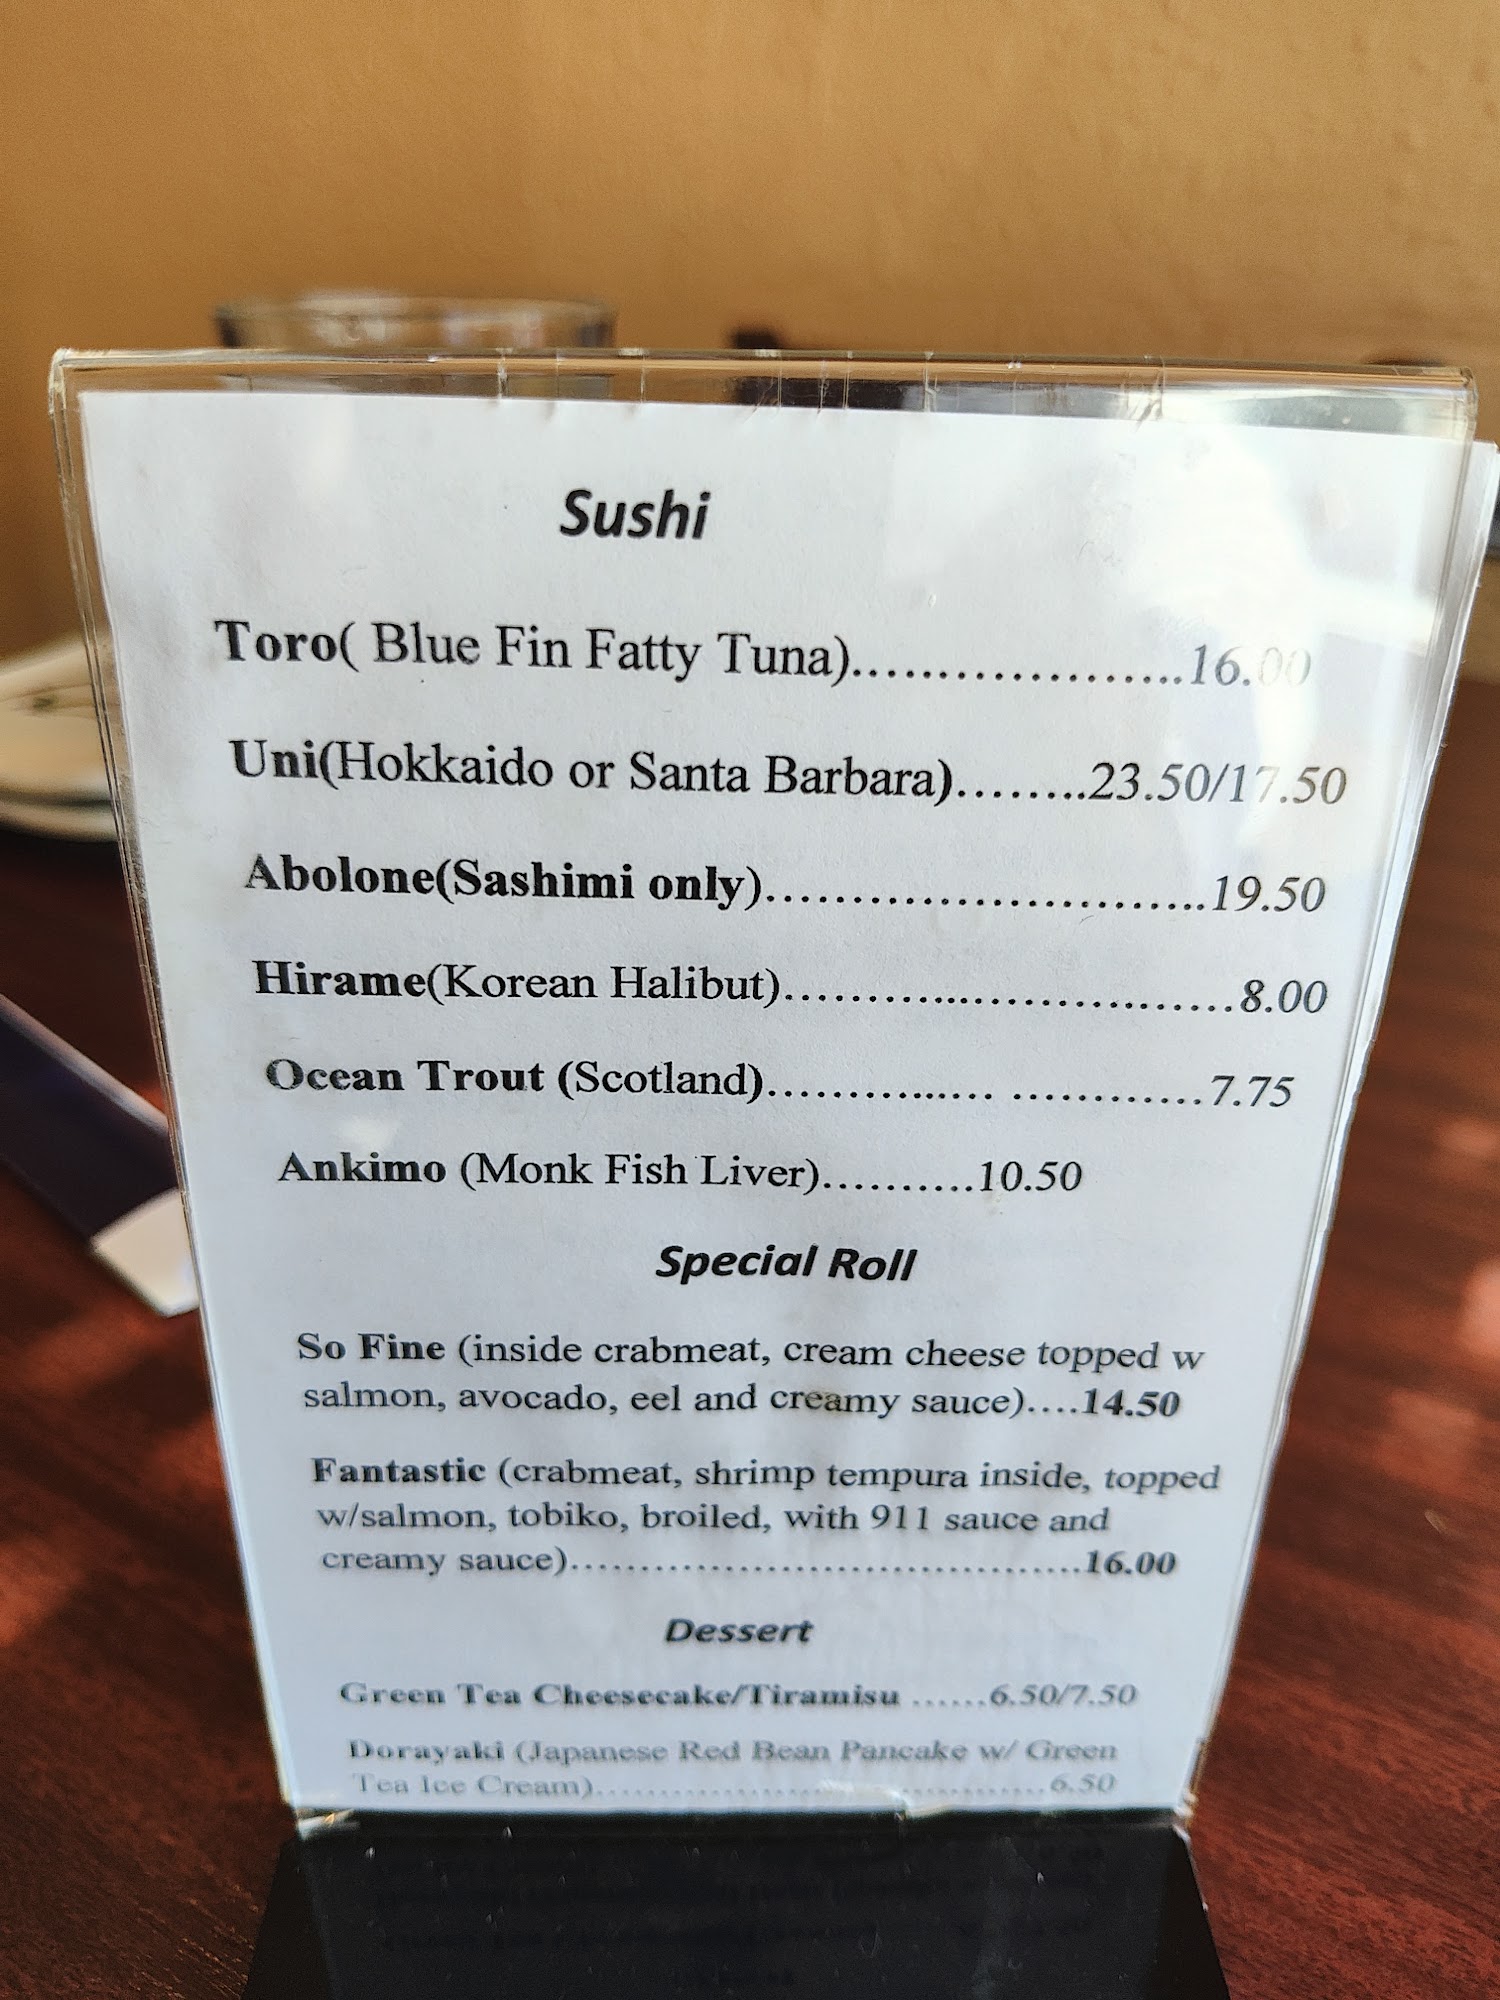 Sushi
Toro( Blue Fin Fatty Tuna)........................16.00
Uni(Hokkaido or Santa Barbara).........23.50/17.50
Abolone(Sashimi only)................................19.50
Hirame(Korean Halibut)..................................8.00
Ocean Trout (Scotland)................. .............7.75
Ankimo (Monk Fish Liver)...........10.50
Special Roll
So Fine (inside crabmeat, cream cheese topped w
salmon, avocado, eel and creamy sauce)....14.50
Fantastic (crabmeat, shrimp tempura inside, topped
w/salmon, tobiko, broiled, with 911 sauce and
creamy sauce).......................................16.00
Dessert
Green Tea Cheesecake/Tiramisu ......6.50/7.50
Dorayaki (Japanese Red Bean Pancake w/ Green
Tea Ice Cream)...................................6.50